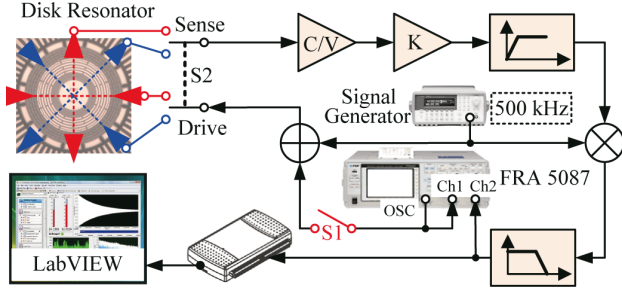 Disk Resonator
Sense
C/V
K
S2
Signal
Generator
500 kHz
Drive
FRA 5087
Ch1
Ch2
OSC
S1
LabVIEW